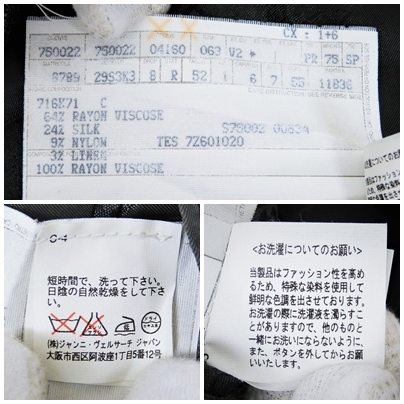 CX : 1+6
CLIENTE
750022 750022 04160 063 V2 *
PR 75 SP
8789 29S3K3 8 R 52 6 7 55 11836
716K71 C
64% RAYON VISCOSE
24% SILK
9% NYLON TES 7Z601020
3% LINEN
100% RAYON VISCOSE
C-4
短時間で、洗って下さい。
日陰の自然乾燥をして下さ
い。
(株)ジャンニ・ヴェルサーチ ジャパン
大阪市西区阿波座1丁目5番12号
<お洗濯についてのお願い>
当製品はファッション性を高め
るため、特殊な染料を使用して
鮮明な色調を出させております。
お洗濯の際に洗濯液を濁らすこ
とがありますので、他のものと
一緒にお洗いにならないように、
また、ボタンを外してからお願
いいたします。